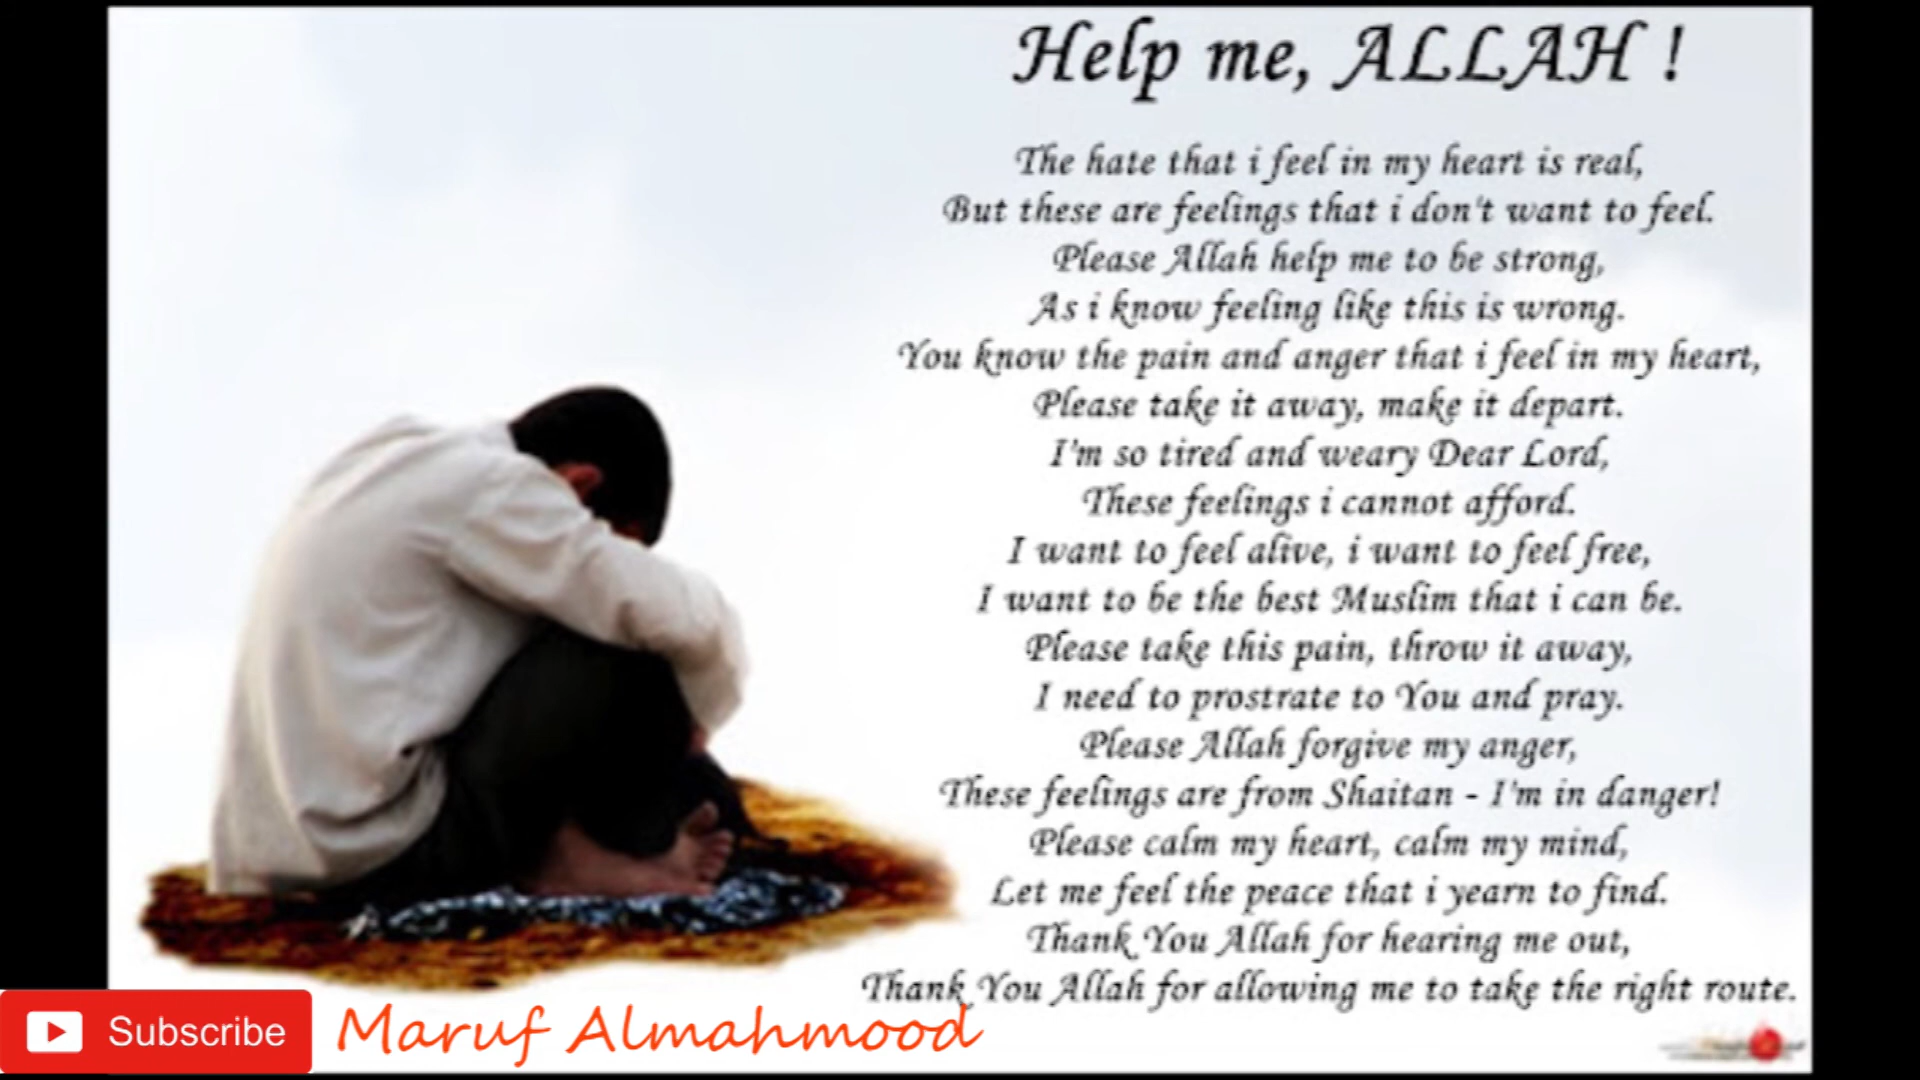 Help me, ALLAH !
The hate that i feel in my heart is real,
But these are feelings that i don't want to feel.
Please Allah help me to be strong,
As i know feeling like this is wrong.
You know the pain and anger that i feel in my heart,
Please take it away, make it depart.
I'm so tired and weary Dear Lord,
These feelings i cannot afford.
I want to feel alive, i want to feel free,
I want to be the best Muslim that i can be.
Please take this pain, throw it away,
I need to prostrate to You and pray.
Please Allah forgive my anger,
These feelings are from Shaitan - I'm in danger!
Please calm my heart, calm my mind,
Let me feel the peace that i yearn to find.
Thank You Allah for hearing me out,
Thank You Allah for allowing me to take the right route.
Subscribe
Maruf Almahmood